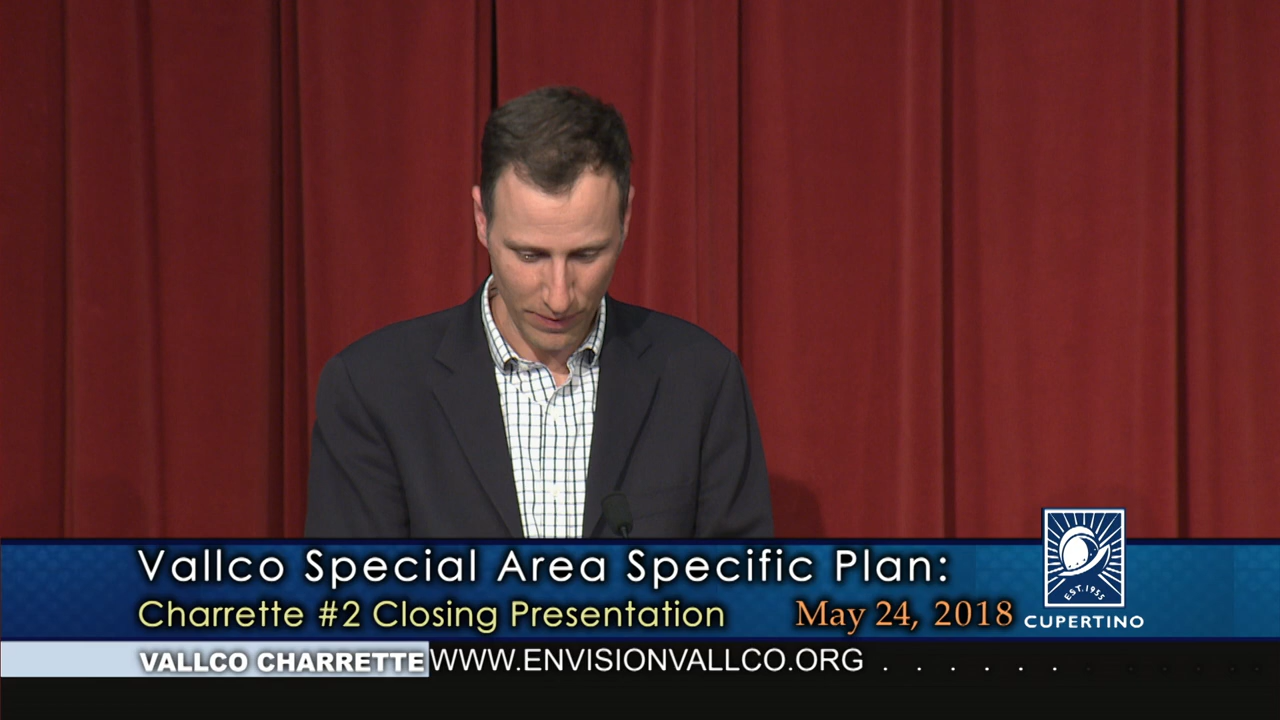 Vallco Special Area Specific Plan:
Charrette #2 Closing Presentation May 24, 2018
EST. 1955
CUPERTINO
VALLCO CHARRETTE WWW.ENVISIONVALLCO.ORG . . . . . . . . . . .